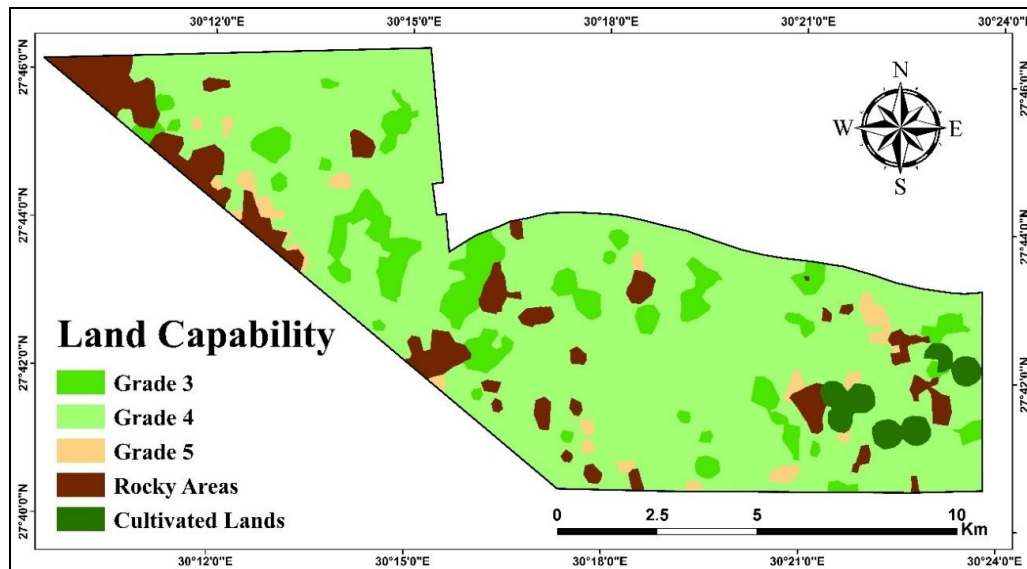 30°12'0"E 30°15'0"E 30°18'0"E 30°21'0"E 30°24'0"E
27°46'0"N
27°46'0"N
N
W E
S
27°44'0"N
27°44'0"N
Land Capability
Grade 3
Grade 4
Grade 5
Rocky Areas
Cultivated Lands
27°42'0"N
27°42'0"N
27°40'0"N
27°40'0"N
0 2.5 5 10
Km
30°12'0"E 30°15'0"E 30°18'0"E 30°21'0"E 30°24'0"E